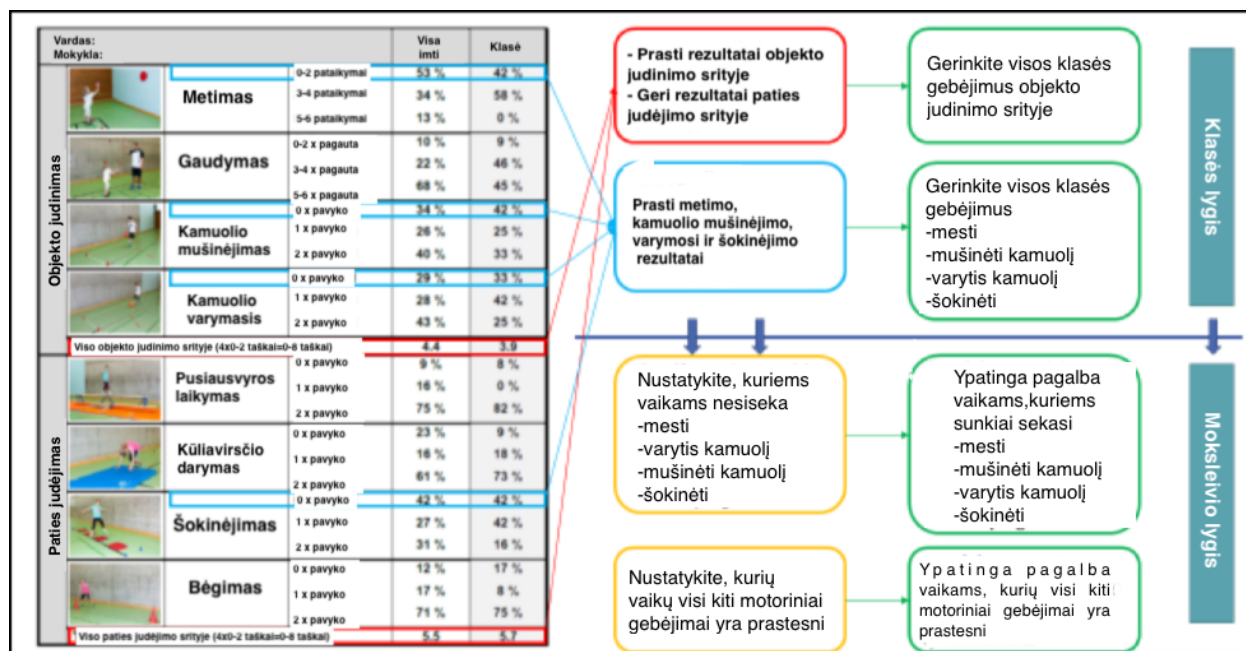 Vardas:
Mokykla:
Visa imti
Klasė
Objekto judinimas
Metimas
0-2 pataikymai 53 % 42 %
3-4 pataikymai 34 % 58 %
5-6 pataikymai 13 % 0 %
Gaudymas
0-2 x pagauta 10 % 9 %
3-4 x pagauta 22 % 46 %
5-6 x pagauta 68 % 45 %
Kamuolio
mušinėjimas
0 x pavyko 34 % 42 %
1 x pavyko 26 % 25 %
2 x pavyko 40 % 33 %
Kamuolio
varymasis
0 x pavyko 29 % 33 %
1 x pavyko 28 % 42 %
2 x pavyko 43 % 25 %
Viso objekto judinimo srityje (4x0-2 taškai=0-8 taškai) 4.4 3.9
Paties judėjimas
Pusiausvyros
laikymas
0 x pavyko 9 % 8 %
1 x pavyko 16 % 0 %
2 x pavyko 75 % 82 %
Kūliavirsčio
darymas
0 x pavyko 23 % 9 %
1 x pavyko 16 % 18 %
2 x pavyko 61 % 73 %
Šokinėjimas
0 x pavyko 42 % 42 %
1 x pavyko 27 % 42 %
2 x pavyko 31 % 16 %
Bėgimas
0 x pavyko 12 % 17 %
1 x pavyko 17 % 8 %
2 x pavyko 71 % 75 %
Viso paties judėjimo srityje (4x0-2 taškai=0-8 taškai) 5.5 5.7
- Prasti rezultatai objekto
judinimo srityje
- Geri rezultatai paties
judėjimo srityje
Gerinkite visos klasės
gebėjimus objekto
judinimo srityje
Prasti metimo,
kamuolio mušinėjimo,
varymosi ir šokinėjimo
rezultatai
Gerinkite visos klasės
gebėjimus
-mesti
-mušinėti kamuolį
-varytis kamuolį
-šokinėti
Klasės lygis
Nustatykite, kuriems
vaikams nesiseka
-mesti
-varytis kamuolį
-mušinėti kamuolį
-šokinėti
Ypatinga pagalba
vaikams,kuriems
sunkiai sekasi
-mesti
-mušinėti kamuolį
-varytis kamuolį
-šokinėti
Nustatykite, kurių
vaikų visi kiti motoriniai
gebėjimai yra prastesni
Ypatinga pagalba
vaikams, kurių visi kiti
motoriniai gebėjimai yra
prastesni
Moksleivio lygis